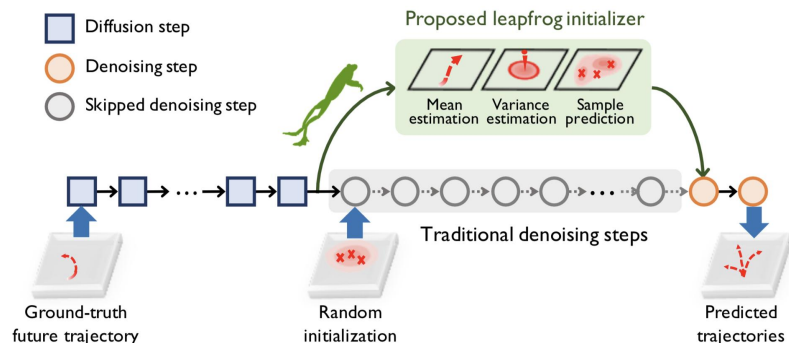 Diffusion step
Denoising step
Skipped denoising step
Proposed leapfrog initializer
Mean
estimation
Variance
estimation
Sample
prediction
Traditional denoising steps
Ground-truth
future trajectory
Random
initialization
Predicted
trajectories